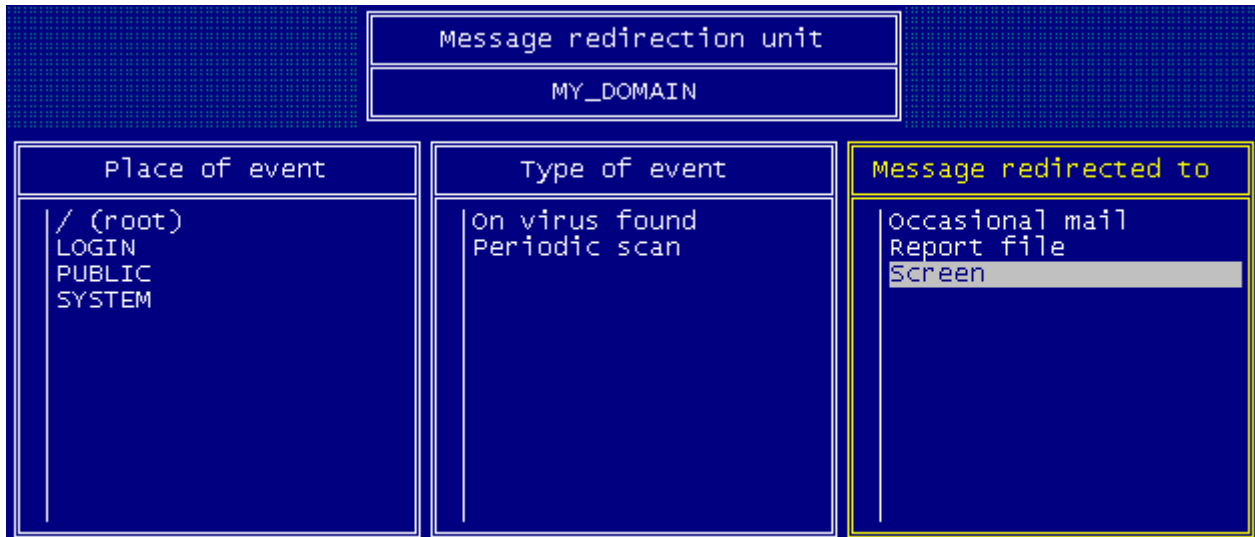 Message redirection unit
MY_DOMAIN
Place of event
/ (root)
LOGIN
PUBLIC
SYSTEM
Type of event
On virus found
Periodic scan
Message redirected to
Occasional mail
Report file
Screen